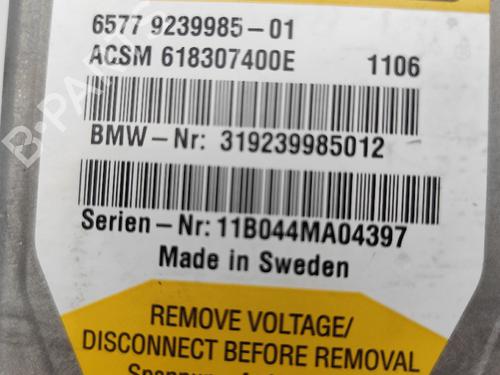 6577 9239985-01
ACSM 618307400E 1106
BMW-Nr: 319239985012
Serien-Nr: 11B044MA04397
Made in Sweden
REMOVE VOLTAGE/
DISCONNECT BEFORE REMOVAL
B-PARTS